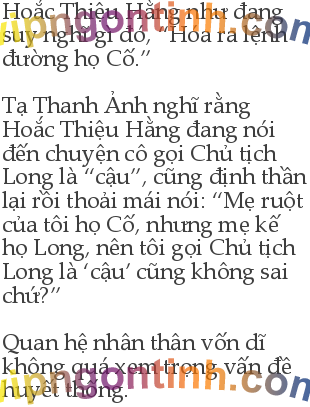 Hoắc Thiệu Hằng như đang
suy nghĩ gì đó, “Hóa ra lệnh
đường họ Cố.”
Tạ Thanh Ảnh nghĩ rằng
Hoắc Thiệu Hằng đang nói
đến chuyện cô gọi Chủ tịch
Long là “cậu”, cũng định thần
lại rồi thoải mái nói: “Mẹ ruột
của tôi họ Cố, nhưng mẹ kế
họ Long, nên tôi gọi Chủ tịch
Long là ‘cậu’ cũng không sai
chứ?”
Quan hệ nhân thân vốn dĩ
không quá xem trọng vấn đề
huyết thống.